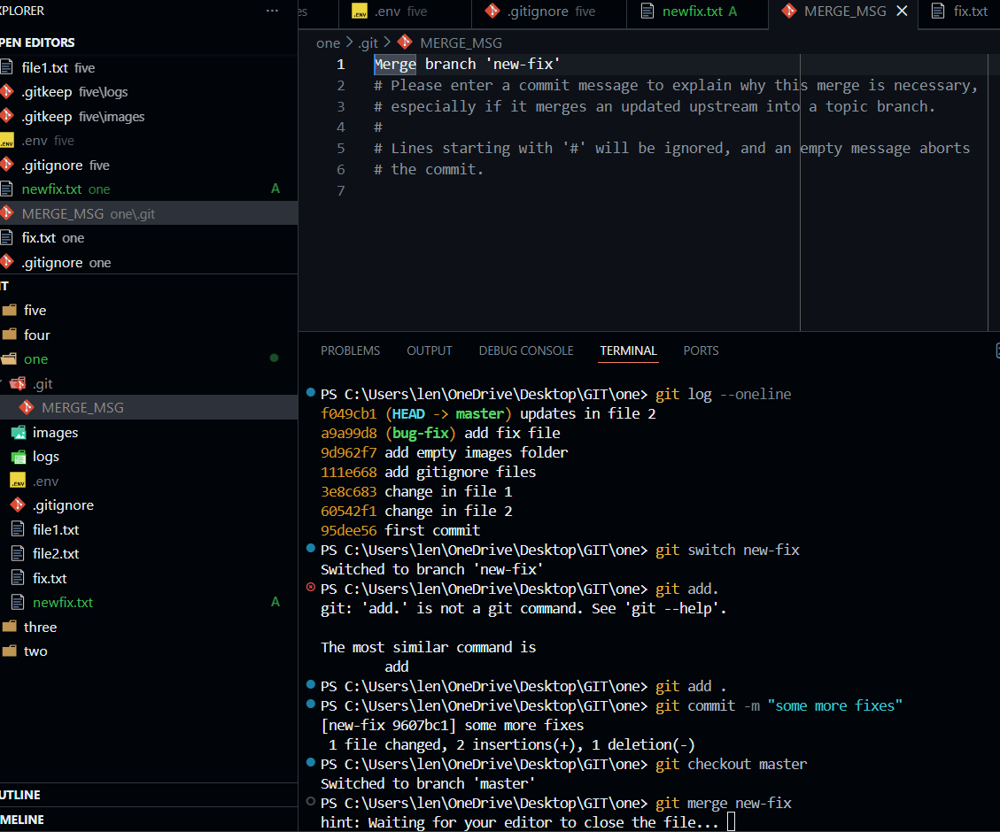 XPLORER
PEN EDITORS
file1.txt five
.gitkeep five\logs
.gitkeep five\images
.env five
.gitignore five
newfix.txt one A
MERGE_MSG one\.git
fix.txt one
.gitignore one
IT
five
four
one
.git
MERGE_MSG
images
logs
.env
.gitignore
file1.txt
file2.txt
fix.txt
newfix.txt A
three
two
UTLINE
MELINE
es .env five .gitignore five newfix.txt A MERGE_MSG fix.txt
one > .git > MERGE_MSG
1 Merge branch 'new-fix'
2 # Please enter a commit message to explain why this merge is necessary,
3 # especially if it merges an updated upstream into a topic branch.
4 #
5 # Lines starting with '#' will be ignored, and an empty message aborts
6 # the commit.
7
PROBLEMS OUTPUT DEBUG CONSOLE TERMINAL PORTS
PS C:\Users\len\OneDrive\Desktop\GIT\one> git log --oneline
f049cb1 (HEAD -> master) updates in file 2
a9a99d8 (bug-fix) add fix file
9d962f7 add empty images folder
111e668 add gitignore files
3e8c683 change in file 1
60542f1 change in file 2
95dee56 first commit
PS C:\Users\len\OneDrive\Desktop\GIT\one> git switch new-fix
Switched to branch 'new-fix'
PS C:\Users\len\OneDrive\Desktop\GIT\one> git add.
git: 'add.' is not a git command. See 'git --help'.
The most similar command is
add
PS C:\Users\len\OneDrive\Desktop\GIT\one> git add .
PS C:\Users\len\OneDrive\Desktop\GIT\one> git commit -m "some more fixes"
[new-fix 9607bc1] some more fixes
1 file changed, 2 insertions(+), 1 deletion(-)
PS C:\Users\len\OneDrive\Desktop\GIT\one> git checkout master
Switched to branch 'master'
PS C:\Users\len\OneDrive\Desktop\GIT\one> git merge new-fix
hint: Waiting for your editor to close the file...